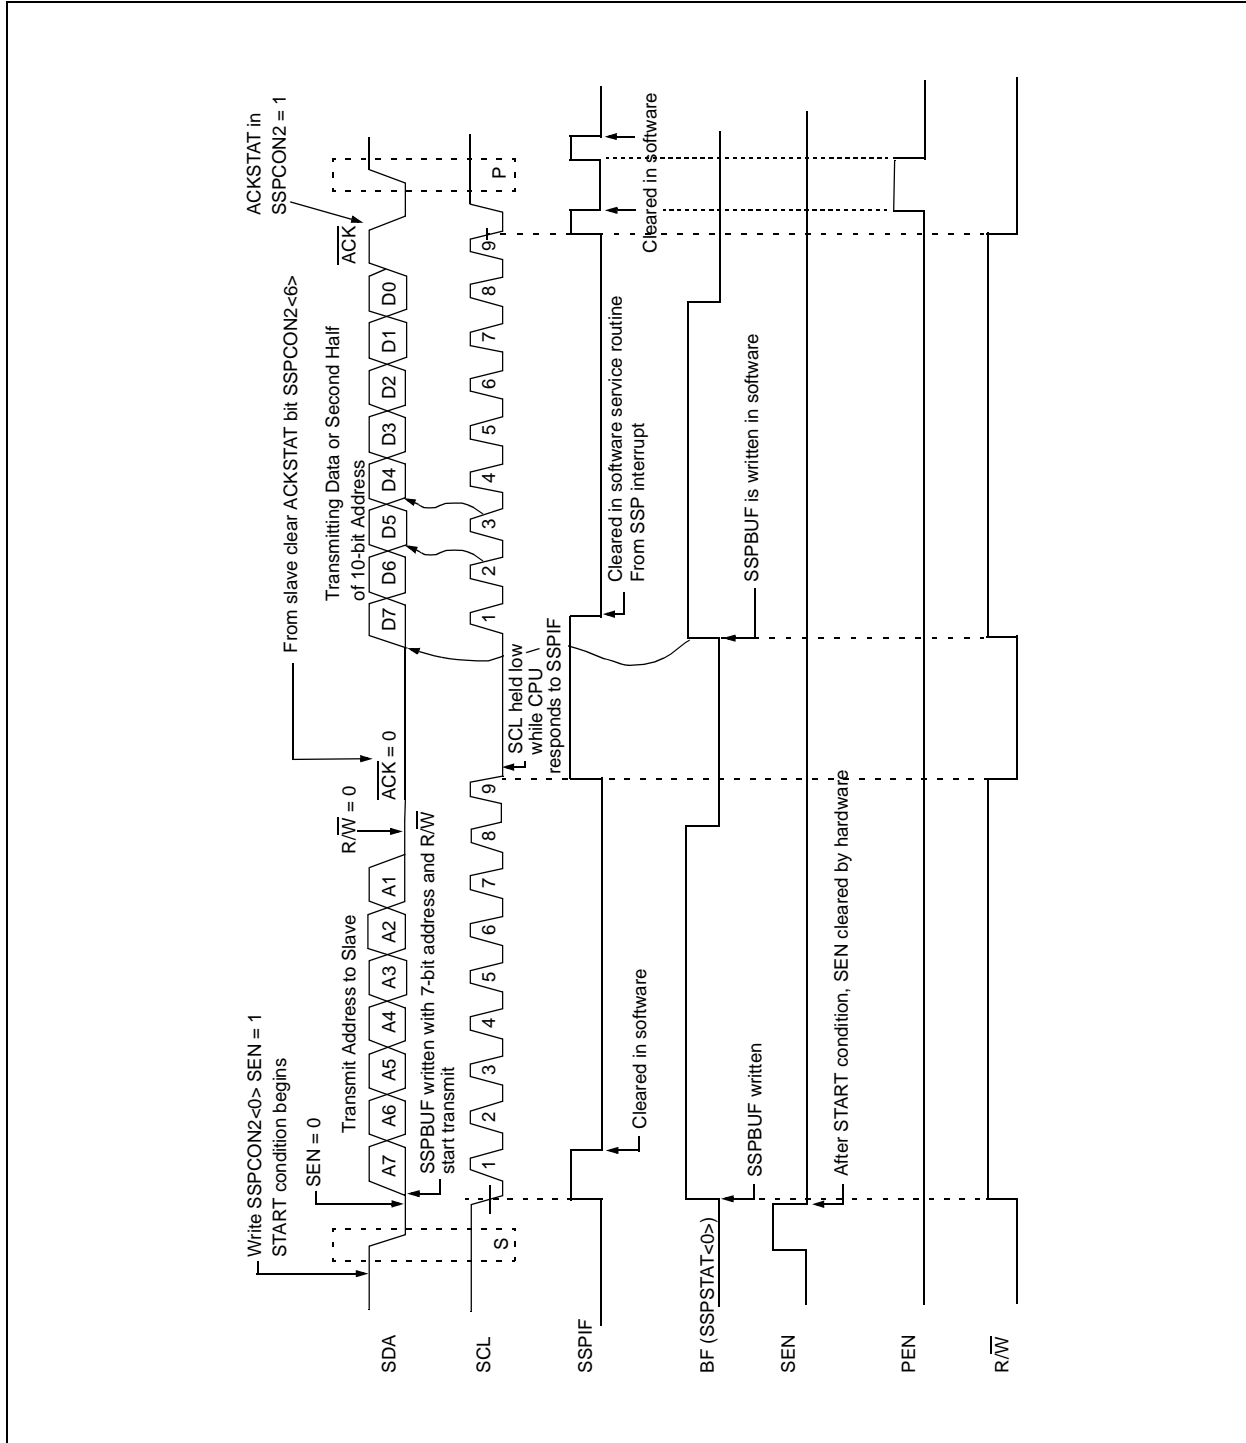 Write SSPCON2<0> SEN = 1
START condition begins
SEN = 0
Transmit Address to Slave
R/W = 0
From slave clear ACKSTAT bit SSPCON2<6>
ACK = 0
Transmitting Data or Second Half
of 10-bit Address
ACKSTAT in
SSPCON2 = 1
ACK
SDA
A7 A6 A5 A4 A3 A2 A1
D7 D6 D5 D4 D3 D2 D1 D0
SSPBUF written with 7-bit address and R/W
start transmit
SCL
S
1 2 3 4 5 6 7 8 9
1 2 3 4 5 6 7 8 9
P
SCL held low
while CPU
responds to SSPIF
SSPIF
Cleared in software
Cleared in software service routine
From SSP interrupt
Cleared in software
Cleared in software
BF (SSPSTAT<0>)
SSPBUF written
SSPBUF is written in software
SEN
After START condition, SEN cleared by hardware
PEN
R/W